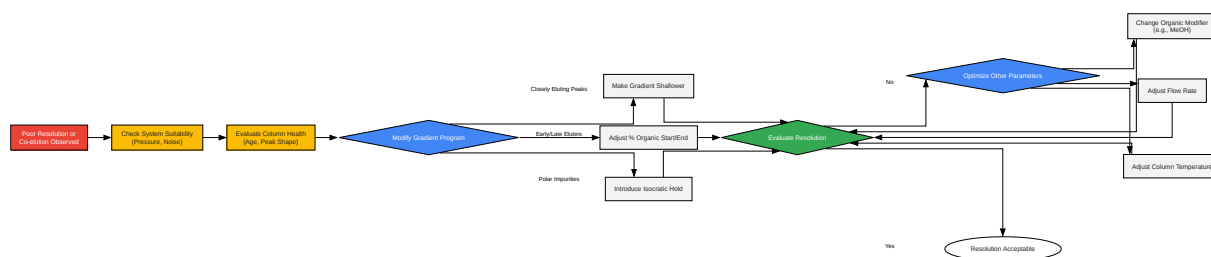 Poor Resolution or
Co-elution Observed
Check System Suitability
(Pressure, Noise)
Evaluate Column Health
(Age, Peak Shape)
Modify Gradient Program
Closely Eluting Peaks
Early/Late Eluters
Polar Impurities
Make Gradient Shallower
Adjust % Organic Start/End
Introduce Isocratic Hold
Evaluate Resolution
No
Yes
Optimize Other Parameters
Resolution Acceptable
Change Organic Modifier
(e.g., MeOH)
Adjust Flow Rate
Adjust Column Temperature